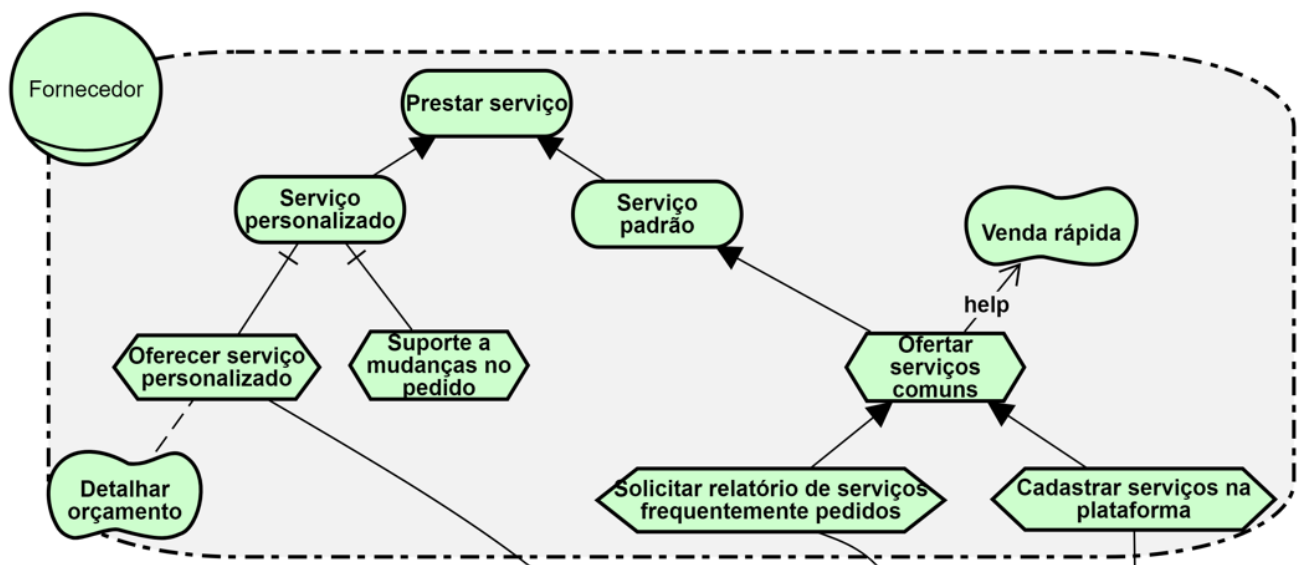 Fornecedor
Prestar serviço
Serviço
personalizado
Serviço
padrão
Venda rápida
help
Oferecer serviço
personalizado
Suporte a
mudanças no
pedido
Ofertar
serviços
comuns
Detalhar
orçamento
Solicitar relatório de serviços
frequentemente pedidos
Cadastrar serviços na
plataforma